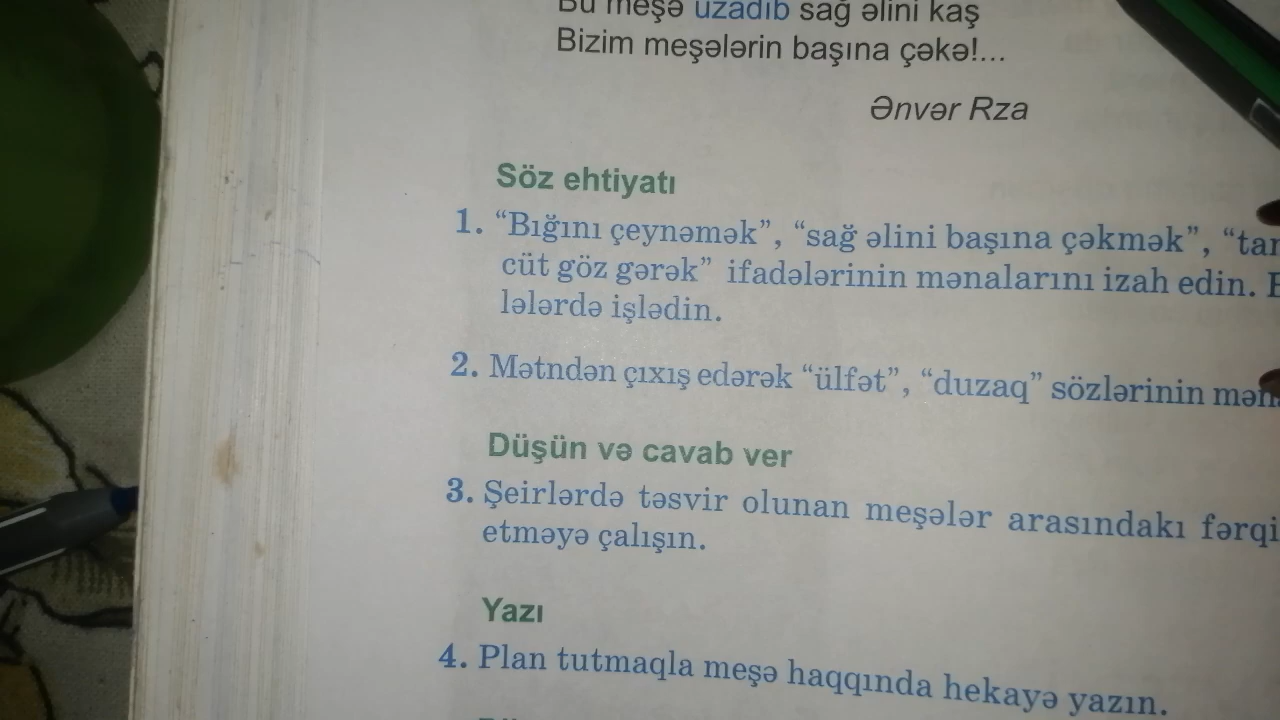 Bu meşə uzadıb sağ əlini kaş
Bizim meşələrin başına çəkə!...
Ənvər Rza
Söz ehtiyatı
1. “Bığını çeynəmək”, “sağ əlini başına çəkmək”,
cüt göz gərək” ifadələrinin mənalarını izah edin.
lələrdə işlədin.
2. Mətndən çıxış edərək “ülfət”, “duzaq” sözlərinin
Düşün və cavab ver
3. Şeirlərdə təsvir olunan meşələr arasındakı fərqi
etməyə çalışın.
Yazı
4. Plan tutmaqla meşə haqqında hekayə yazın.